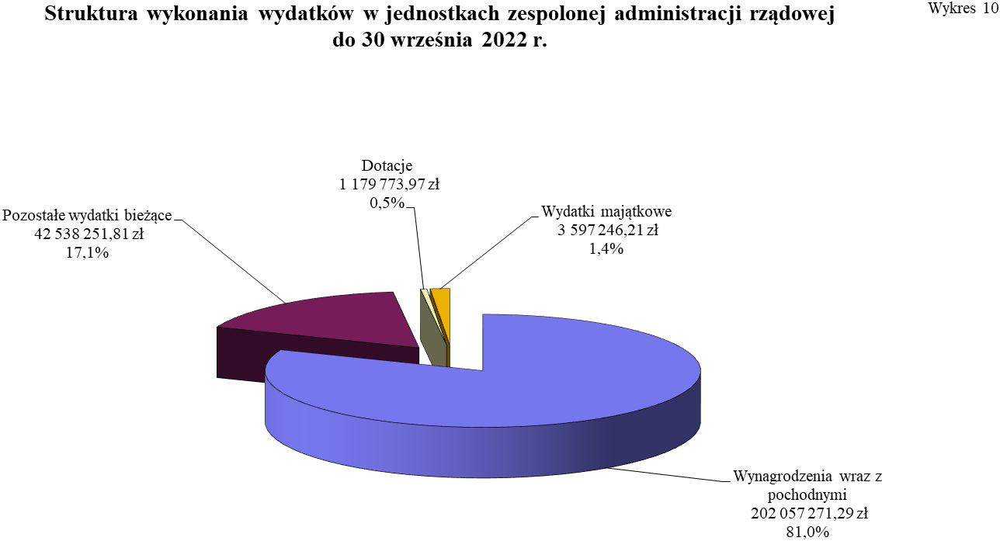 Struktura wykonania wydatków w jednostkach zespolonej administracji rządowej
do 30 września 2022 r.
Wykres 10
Dotacje
1 179 773,97 zł
0,5%
Wydatki majątkowe
3 597 246,21 zł
1,4%
Pozostałe wydatki bieżące
42 538 251,81 zł
17,1%
Wynagrodzenia wraz z
pochodnymi
202 057 271,29 zł
81,0%